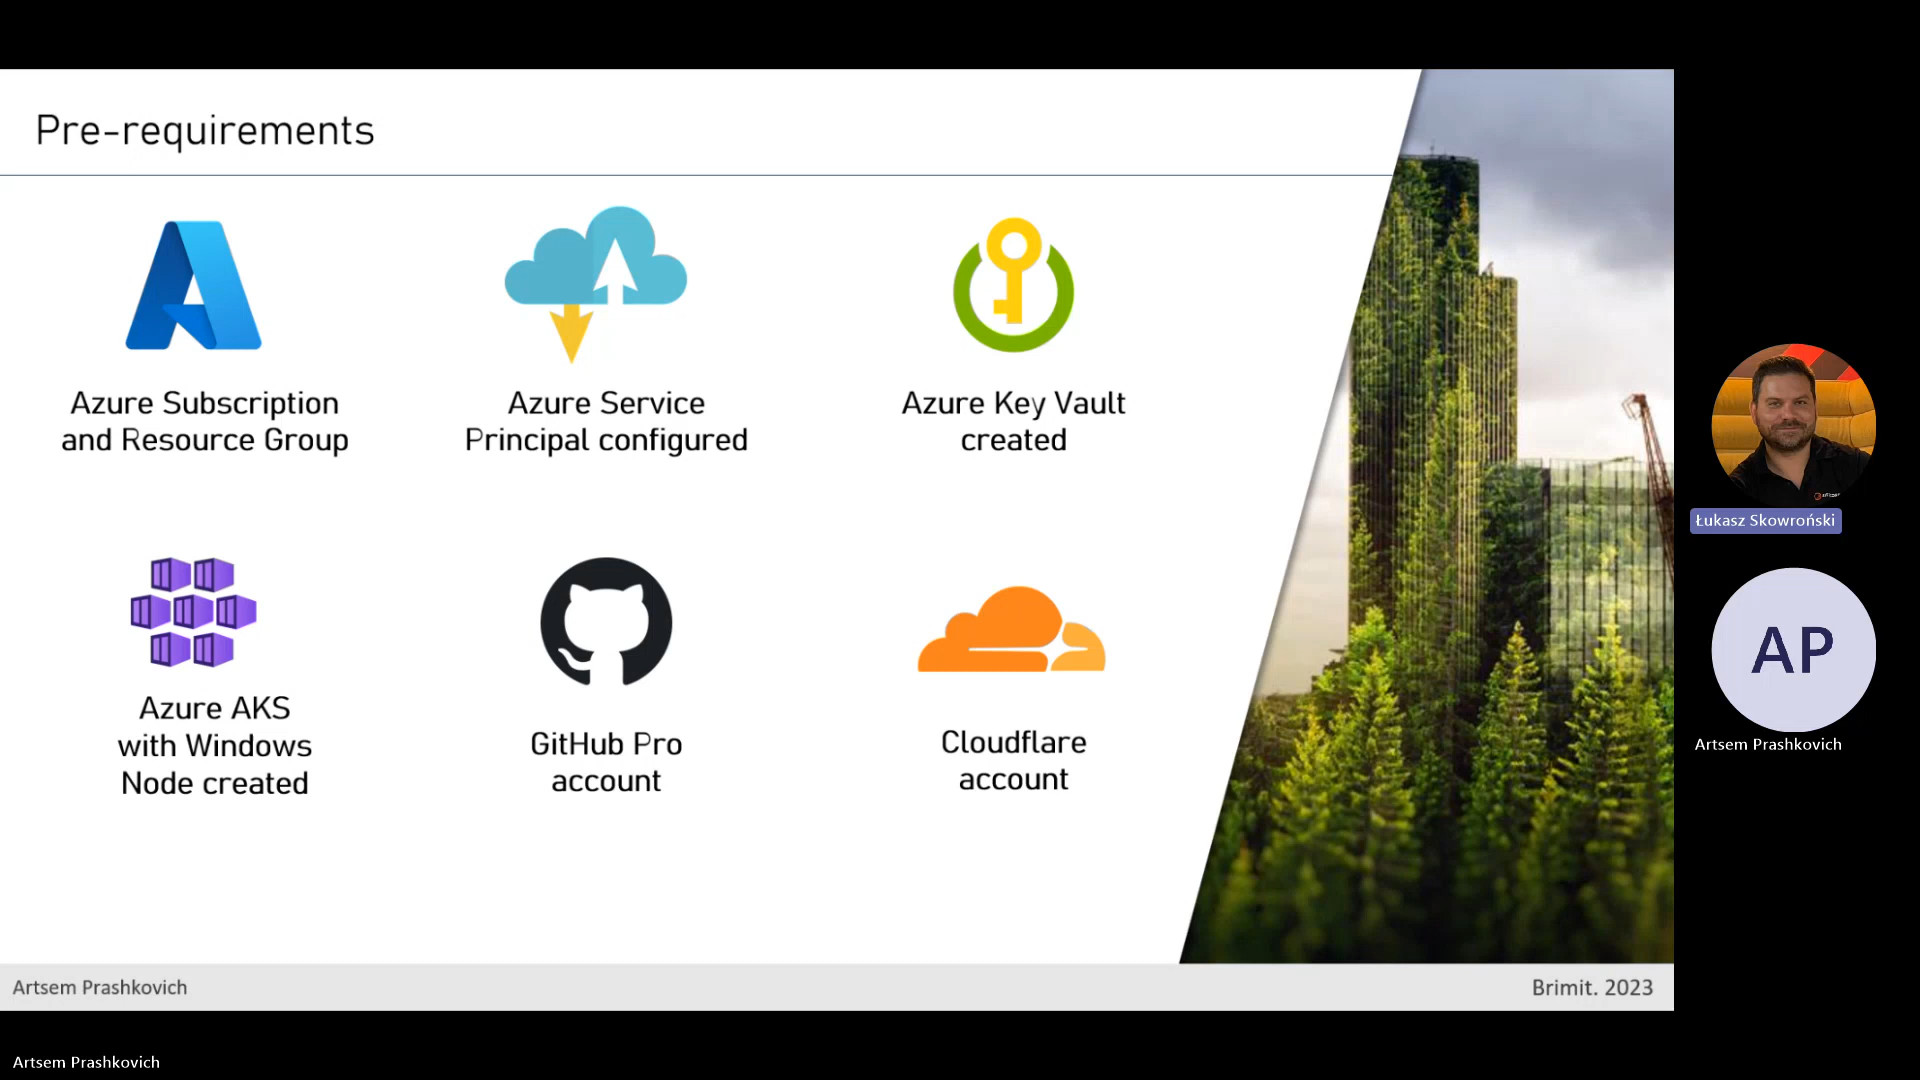 Pre-requirements
Azure Subscription
and Resource Group
Azure Service
Principal configured
Azure Key Vault
created
Azure AKS
with Windows
Node created
GitHub Pro
account
Cloudflare
account
Artsem Prashkovich
Brimit. 2023
Łukasz Skowroński
AP
Artsem Prashkovich
Artsem Prashkovich